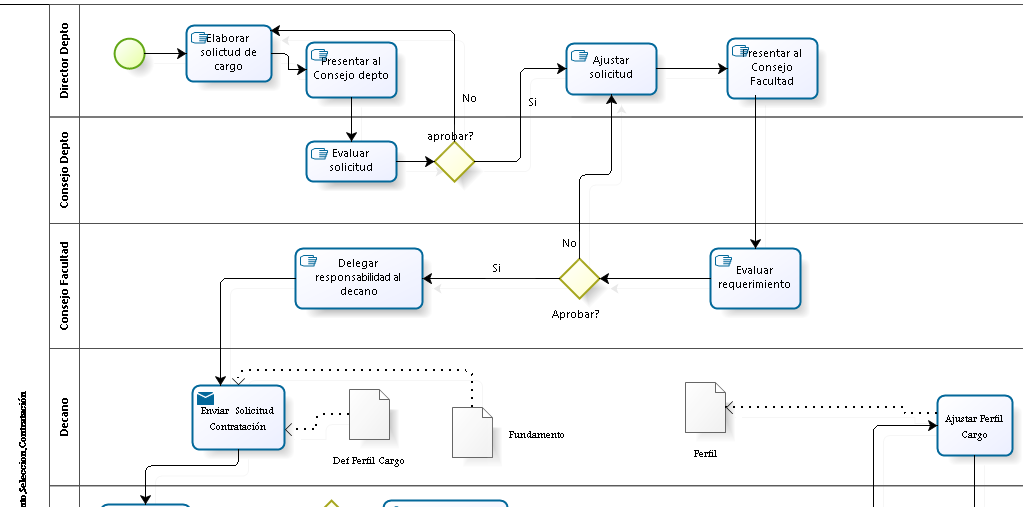 Director Depto
Elaborar
solicitud de
cargo
Presentar al
Consejo depto
No
Si
Ajustar
solicitud
Presentar al
Consejo
Facultad
Consejo Depto
Evaluar
solicitud
aprobar?
Consejo Facultad
Delegar
responsabilidad al
decano
Si
No
Aprobar?
Evaluar
requerimiento
Decano
Enviar Solicitud
Contratación
Def Perfil Cargo
Fundamento
Perfil
Ajustar Perfil
Cargo
Seleccion,Contratación